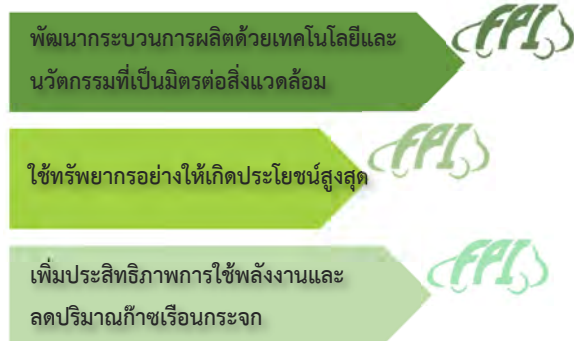 พัฒนากระบวนการผลิตด้วยเทคโนโลยีและ
นวัตกรรมที่เป็นมิตรต่อสิ่งแวดล้อม
FPI
ใช้ทรัพยากรอย่างให้เกิดประโยชน์สูงสุด
FPI
เพิ่มประสิทธิภาพการใช้พลังงานและ
ลดปริมาณก๊าซเรือนกระจก
FPI